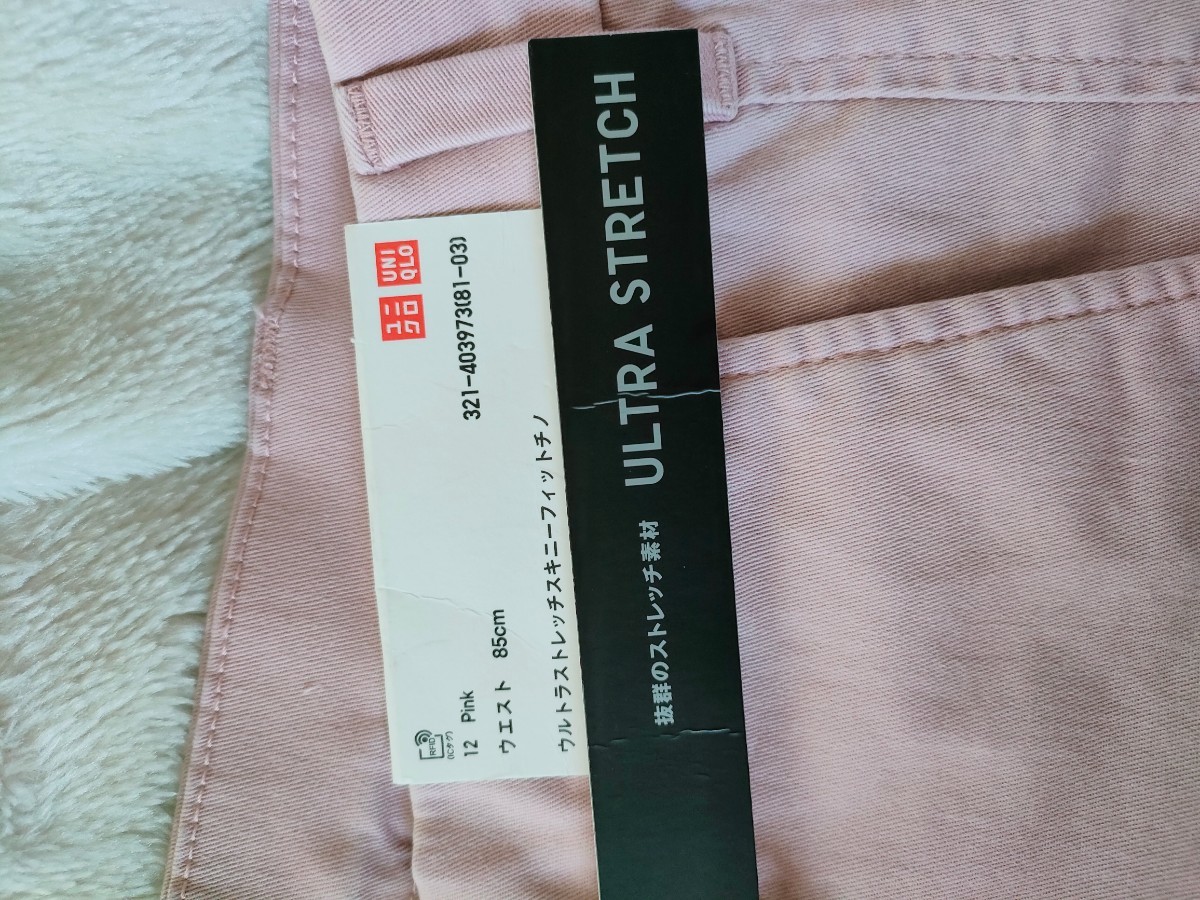 ユニクロ
UNIQLO
321-403973(81-03)
RFID
(ICタグ)
12 Pink
ウエスト 85cm
ウルトラストレッチスキニーフィットチノ
抜群のストレッチ素材 ULTRA STRETCH